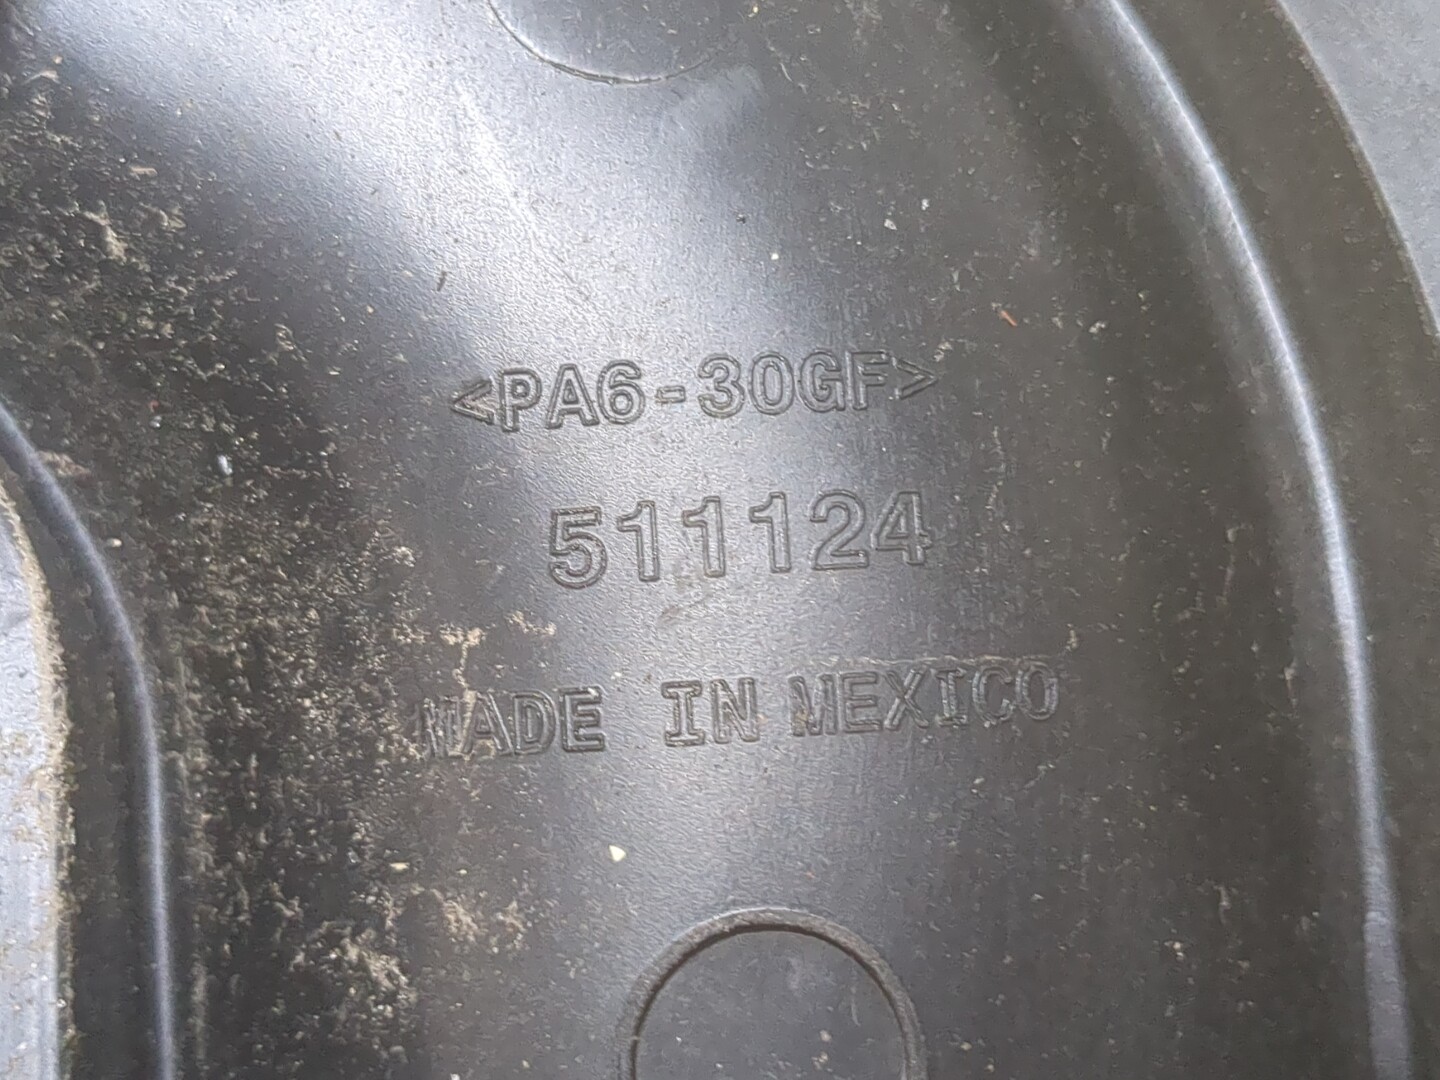 <PA6-30GF>
511124
MADE IN MEXICO